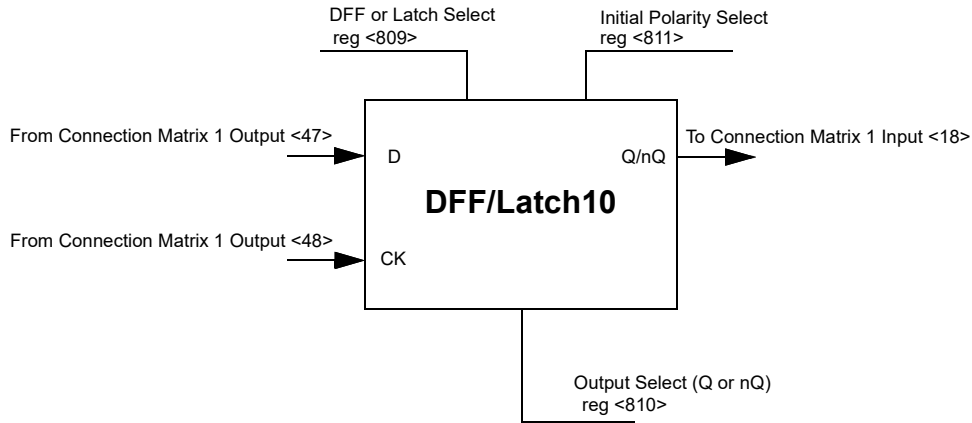 DFF or Latch Select
reg <809>
Initial Polarity Select
reg <811>
From Connection Matrix 1 Output <47>
D
Q/nQ
To Connection Matrix 1 Input <18>
DFF/Latch10
From Connection Matrix 1 Output <48>
CK
Output Select (Q or nQ)
reg <810>